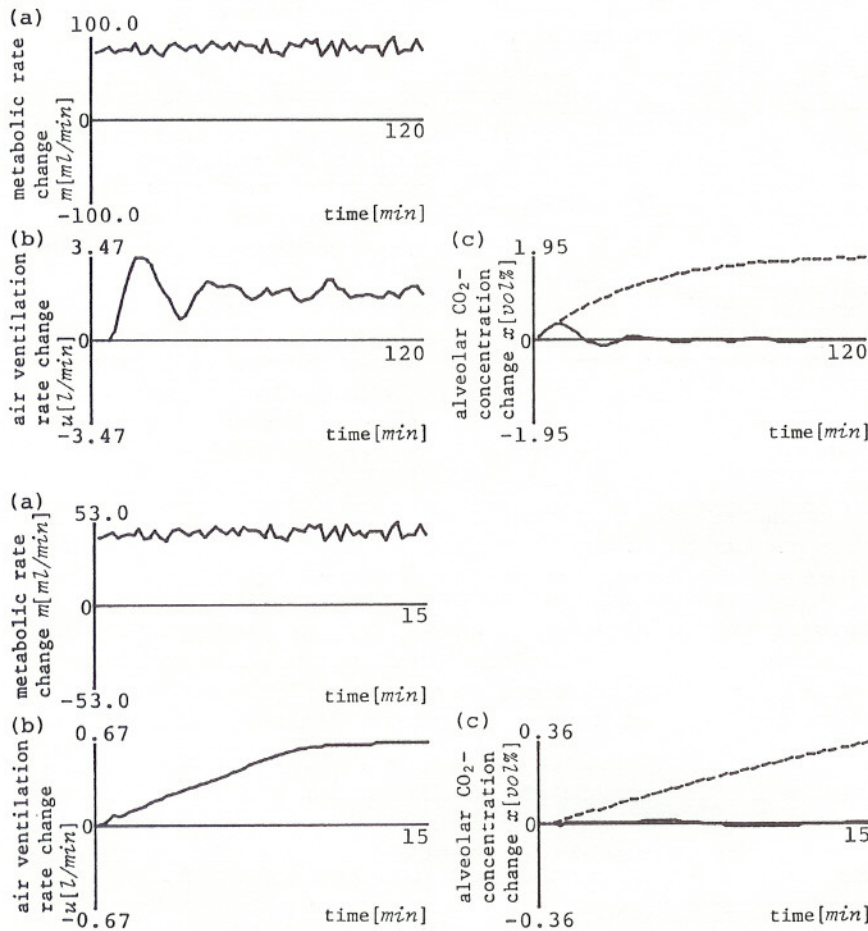 (a)
100.0
metabolic rate
change
m[ml/min]
0
120
-100.0
time[min]
(b)
3.47
air ventilation
rate change
-u[l/min]
0
120
-3.47
time[min]
(c)
1.95
alveolar CO₂-
concentration
change x[vol%]
0
120
-1.95
time[min]
(a)
53.0
metabolic rate
change m[ml/min]
0
15
-53.0
time[min]
(b)
0.67
air ventilation
rate change
-u[l/min]
0
15
-0.67
time[min]
(c)
0.36
alveolar CO₂-
concentration
change x[vol%]
0
15
-0.36
time[min]